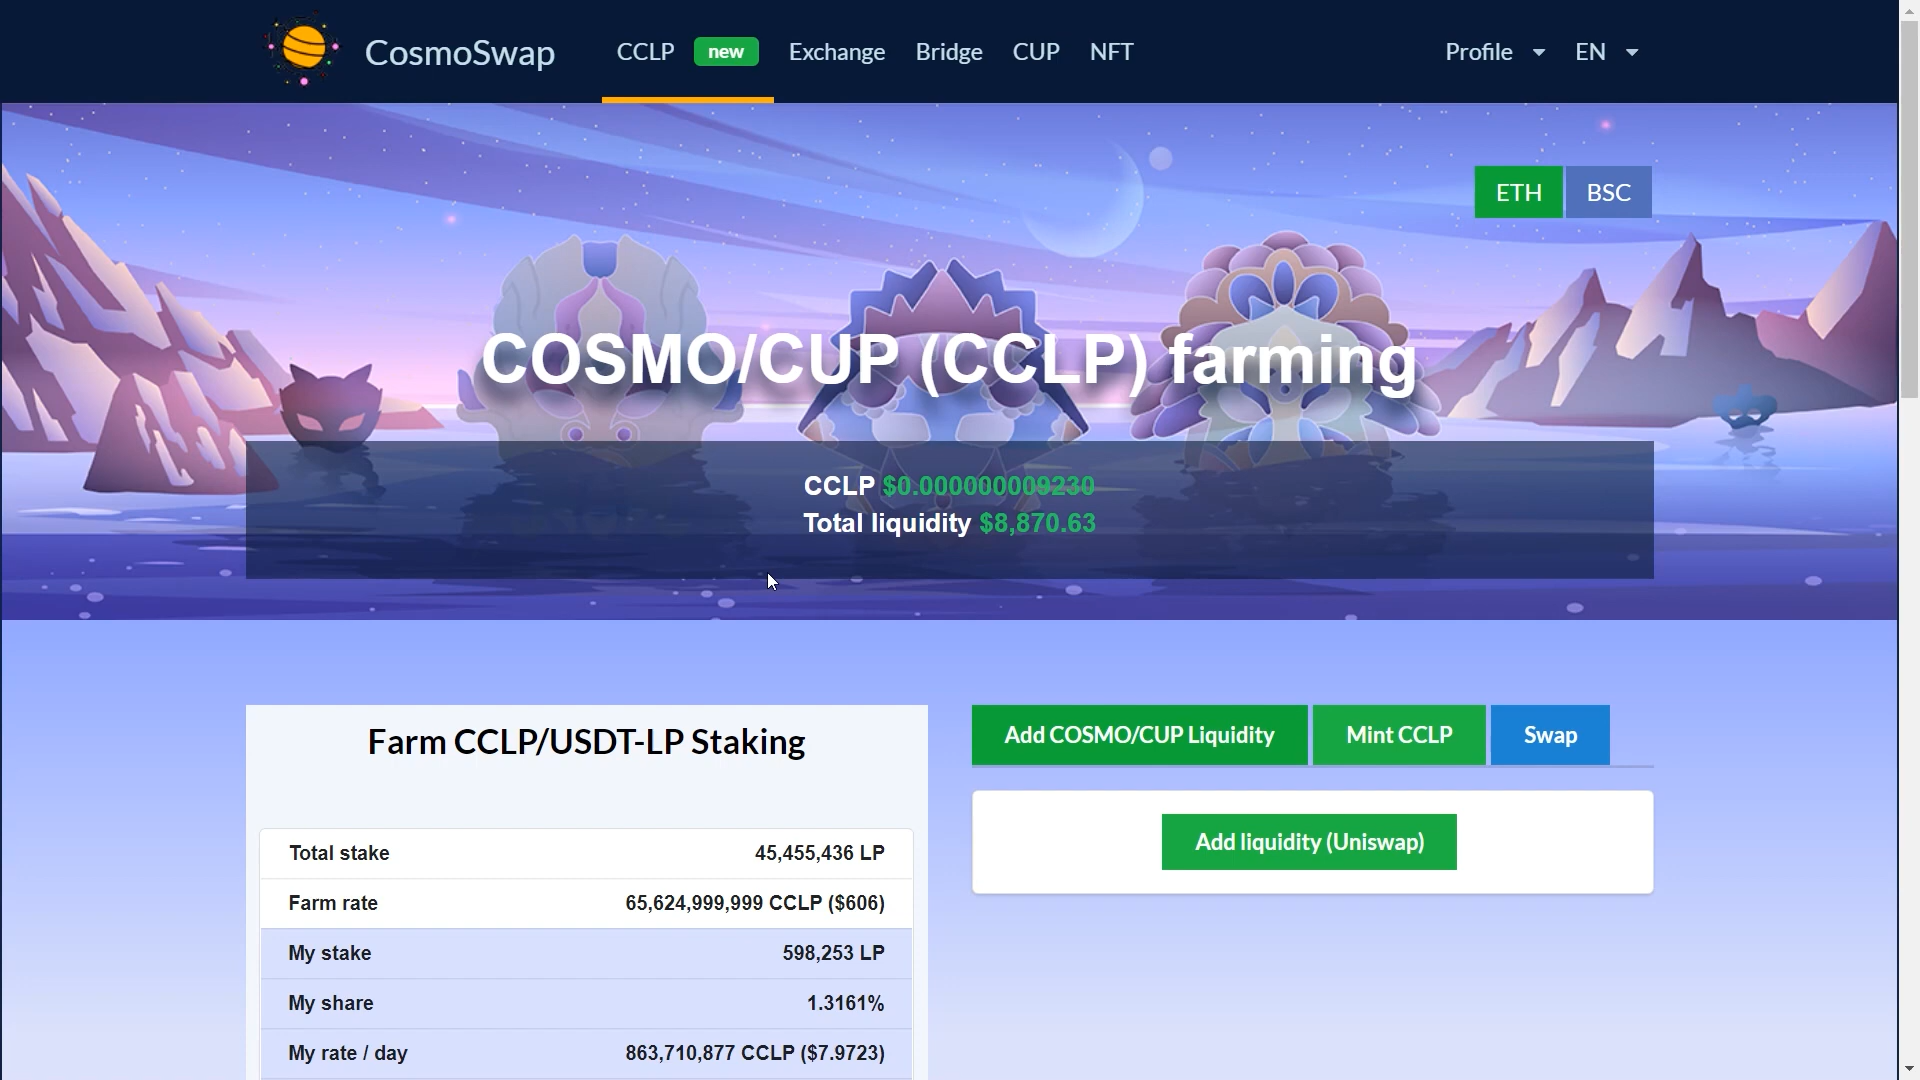 CosmoSwap CCLP new Exchange Bridge CUP NFT Profile EN
ETH BSC
COSMO/CUP (CCLP) farming
CCLP $0.000000009230
Total liquidity $8,870.63
Farm CCLP/USDT-LP Staking
Total stake 45,455,436 LP
Farm rate 65,624,999,999 CCLP ($606)
My stake 598,253 LP
My share 1.3161%
My rate / day 863,710,877 CCLP ($7.9723)
Add COSMO/CUP Liquidity Mint CCLP Swap
Add liquidity (Uniswap)